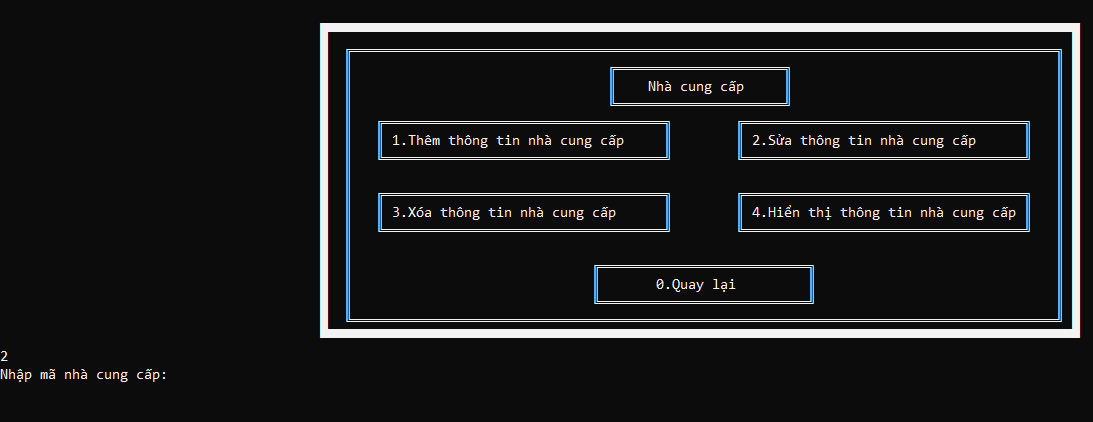 Nhà cung cấp
1.Thêm thông tin nhà cung cấp
2.Sửa thông tin nhà cung cấp
3.Xóa thông tin nhà cung cấp
4.Hiển thị thông tin nhà cung cấp
0.Quay lại
2
Nhập mã nhà cung cấp: